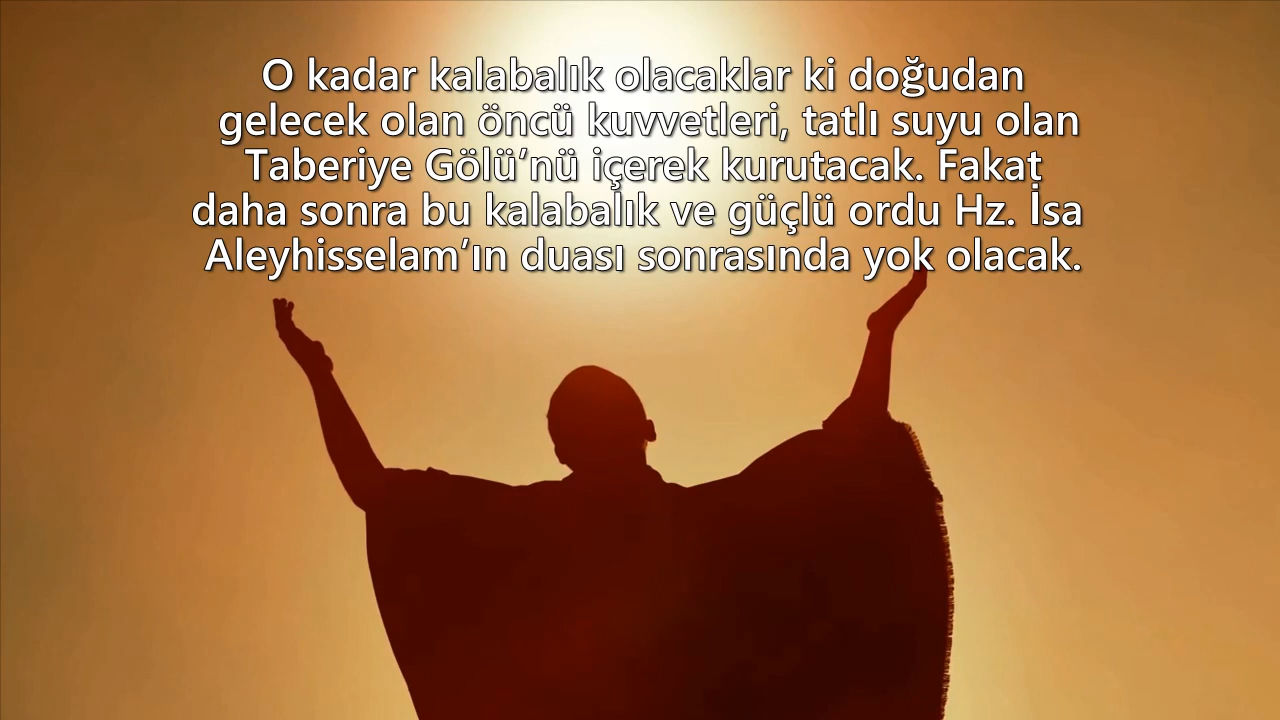 O kadar kalabalık olacaklar ki doğudan
gelecek olan öncü kuvvetleri, tatlı suyu olan
Taberiye Gölü’nü içerek kurutacak. Fakat
daha sonra bu kalabalık ve güçlü ordu Hz. İsa
Aleyhisselam’ın duası sonrasında yok olacak.